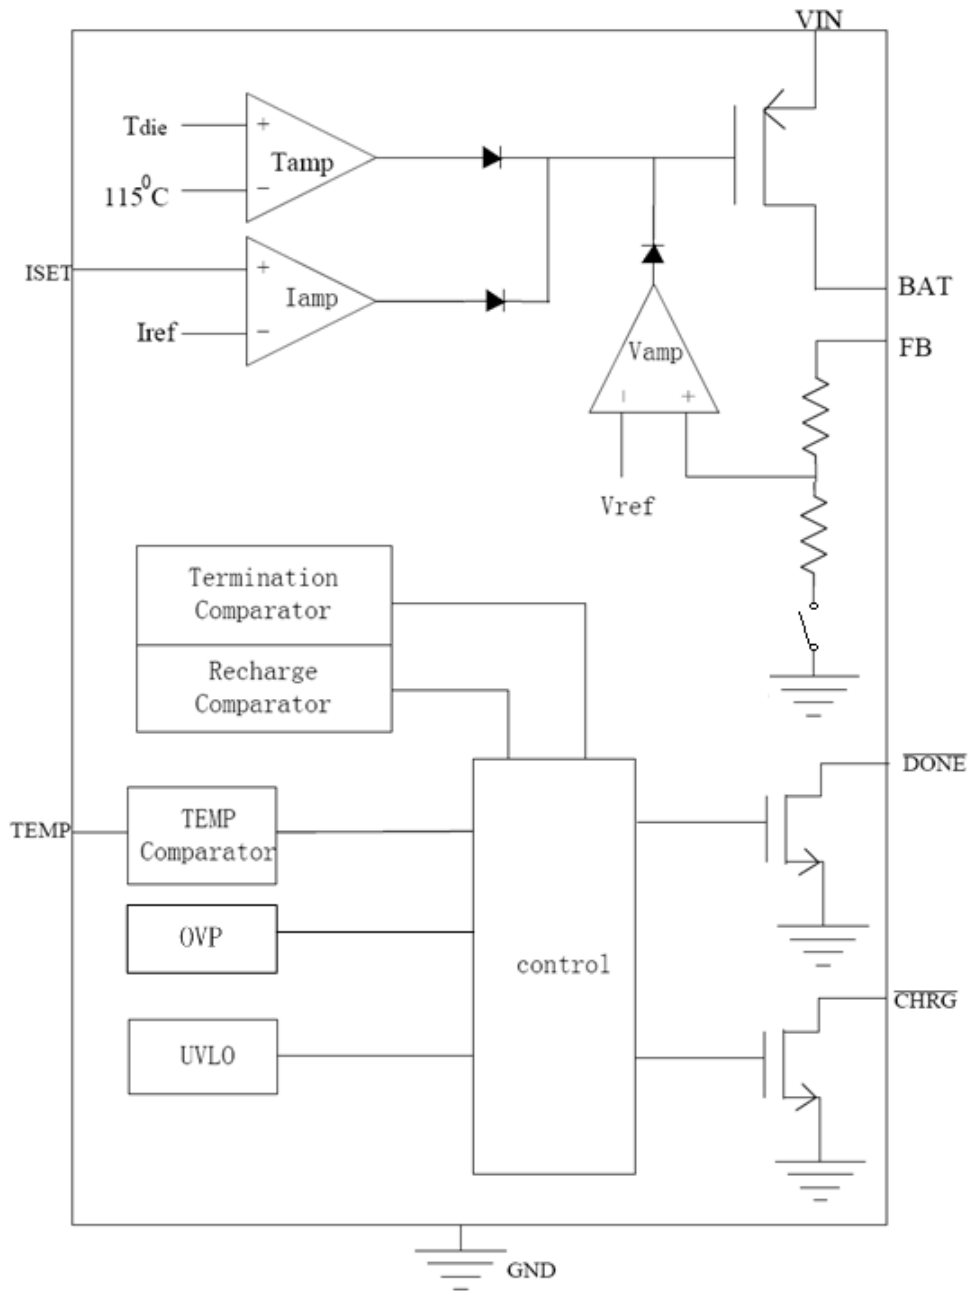 VIN
Tdie
+
Tamp
115⁰C
−
ISET
+
Iamp
Iref
−
BAT
FB
Vamp
− +
Vref
Termination
Comparator
Recharge
Comparator
DONE
TEMP
TEMP
Comparator
OVP
control
CHRG
UVLO
GND